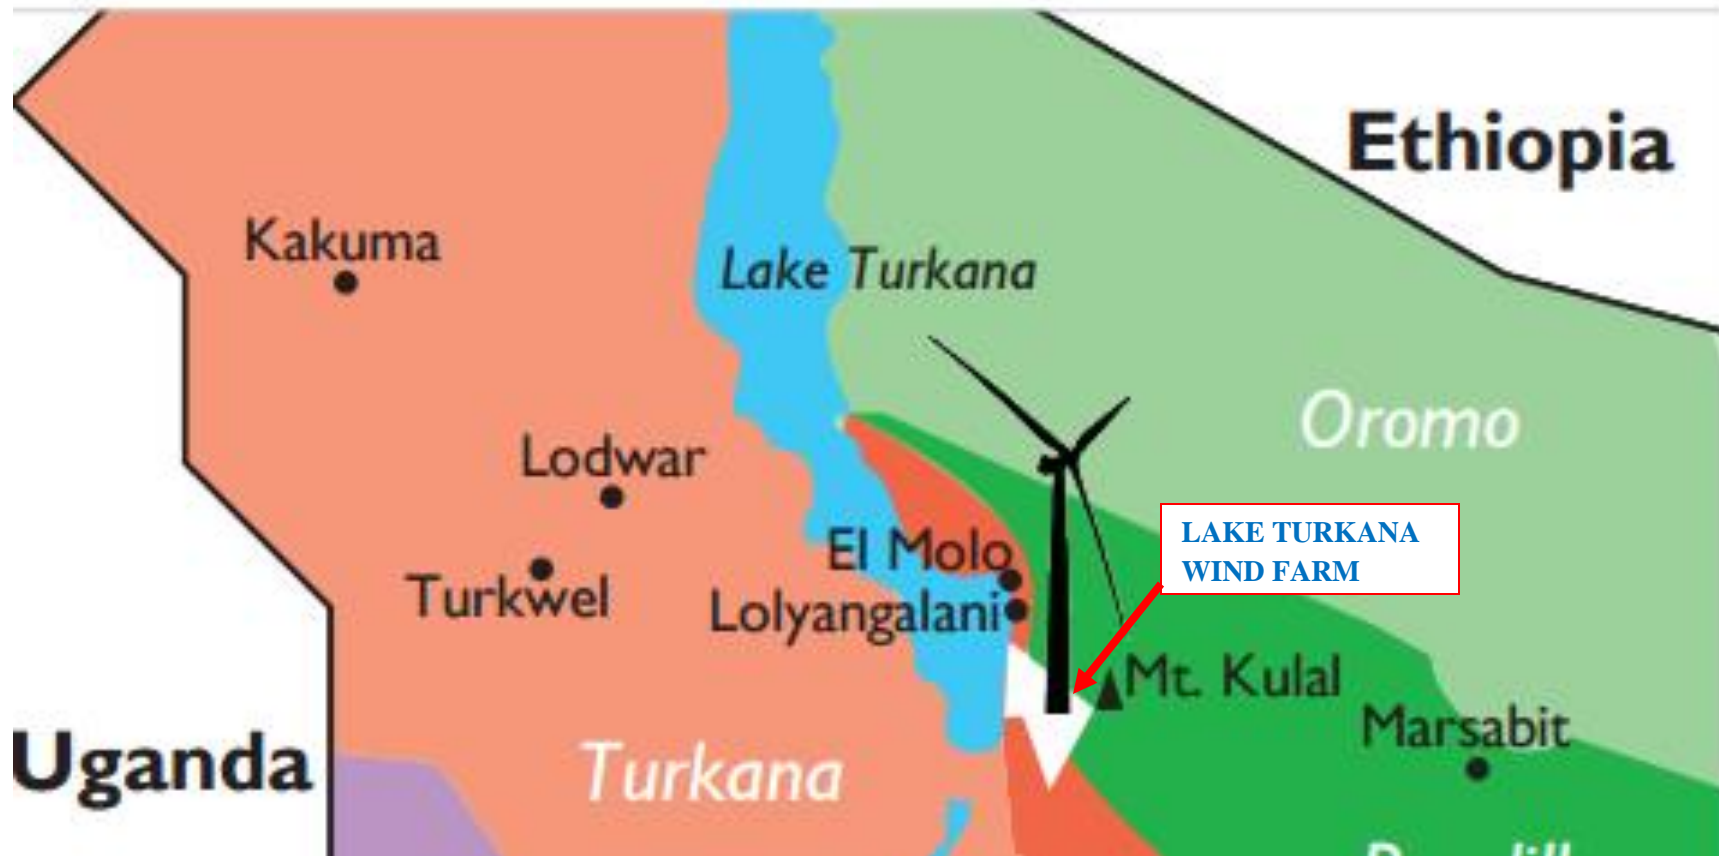 Ethiopia
Kakuma
Lake Turkana
Oromo
Lodwar
LAKE TURKANA
WIND FARM
El Molo
Turkwel
Lolyangalani
Mt. Kulal
Marsabit
Uganda
Turkana